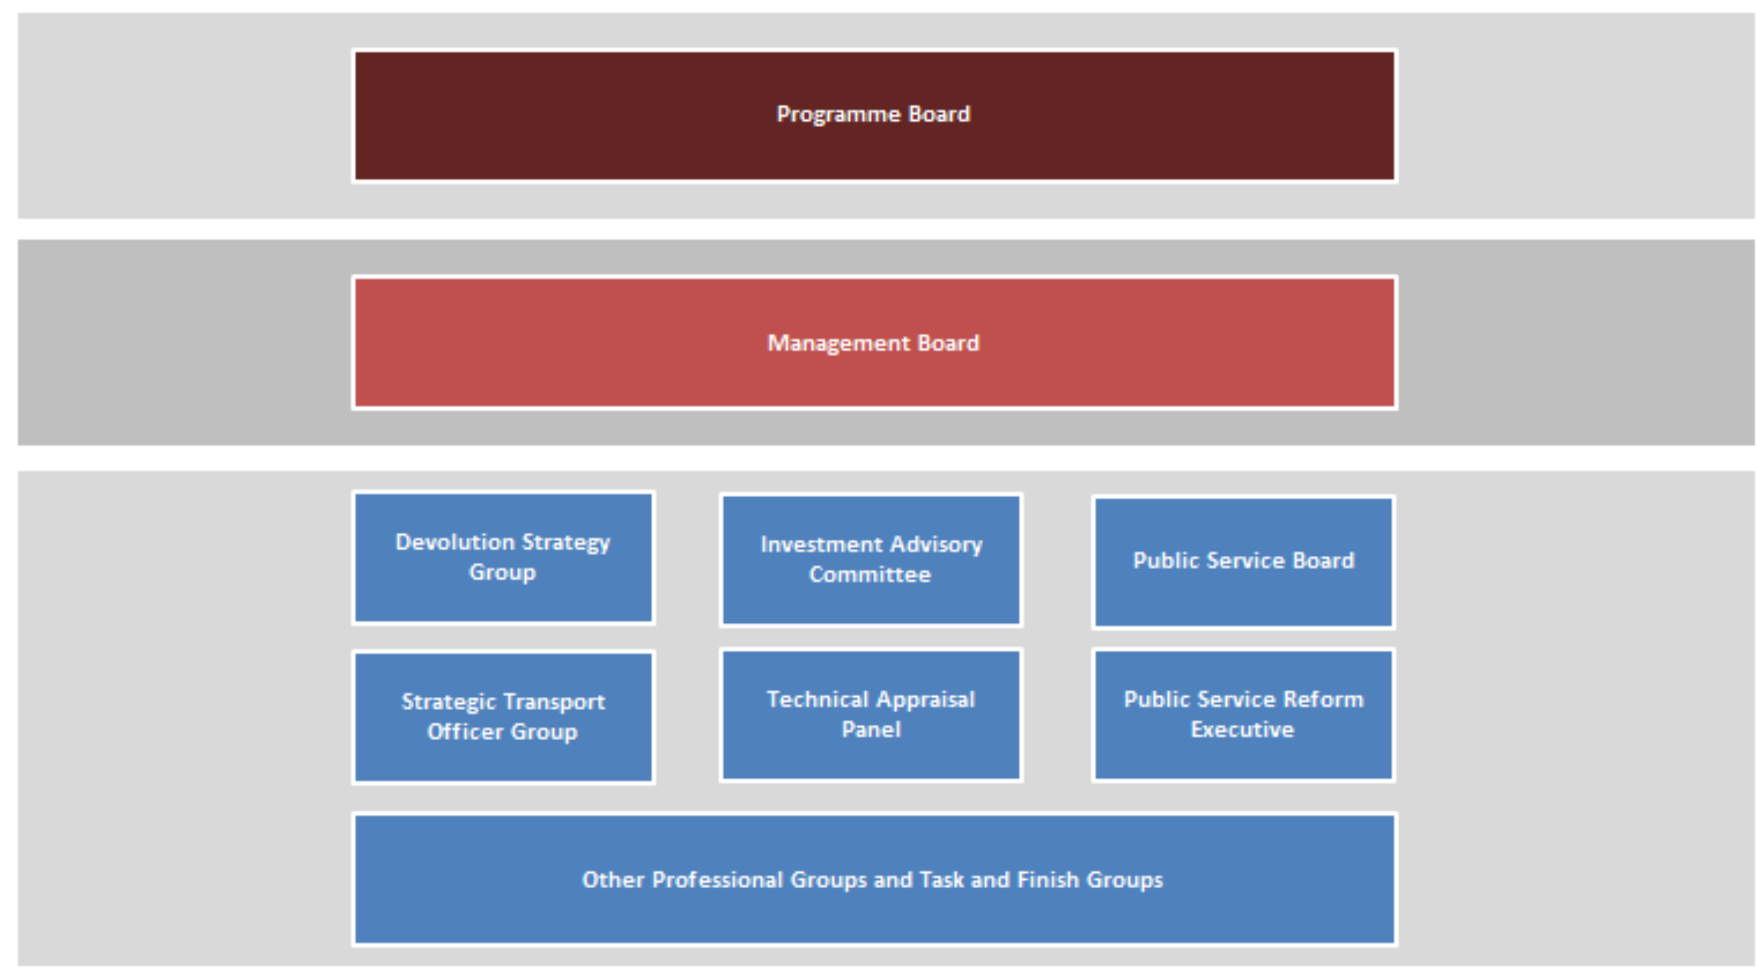 Programme Board
Management Board
Devolution Strategy
Group
Investment Advisory
Committee
Public Service Board
Strategic Transport
Officer Group
Technical Appraisal
Panel
Public Service Reform
Executive
Other Professional Groups and Task and Finish Groups